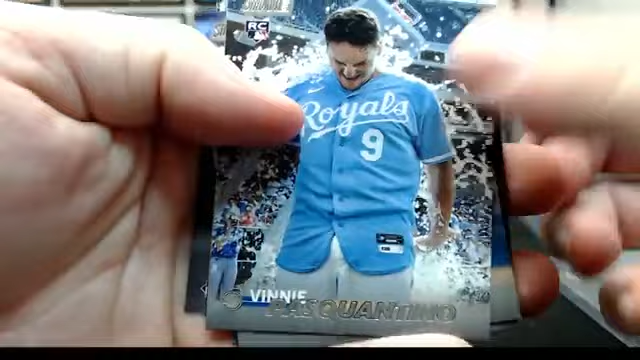 RC
Royals
9
VINNIE
PASQUANTINO